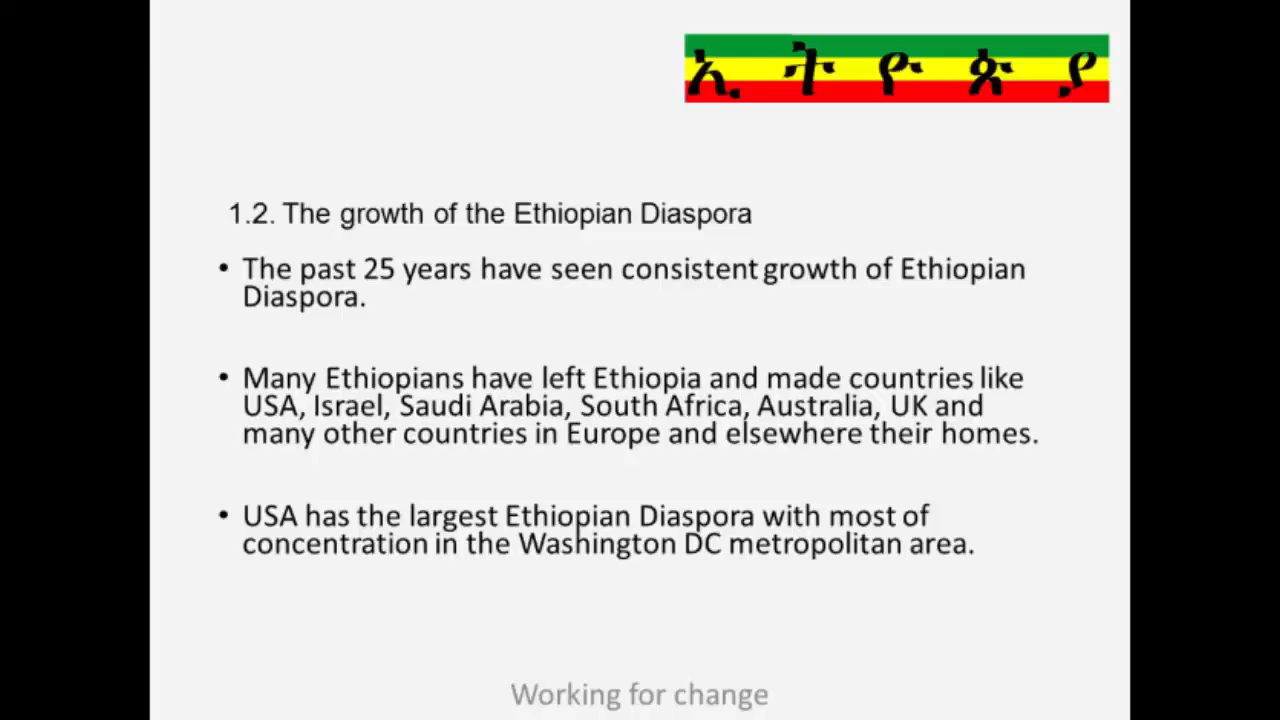 ኢትዮጵያ
1.2. The growth of the Ethiopian Diaspora
• The past 25 years have seen consistent growth of Ethiopian
Diaspora.
• Many Ethiopians have left Ethiopia and made countries like
USA, Israel, Saudi Arabia, South Africa, Australia, UK and
many other countries in Europe and elsewhere their homes.
• USA has the largest Ethiopian Diaspora with most of
concentration in the Washington DC metropolitan area.
Working for change